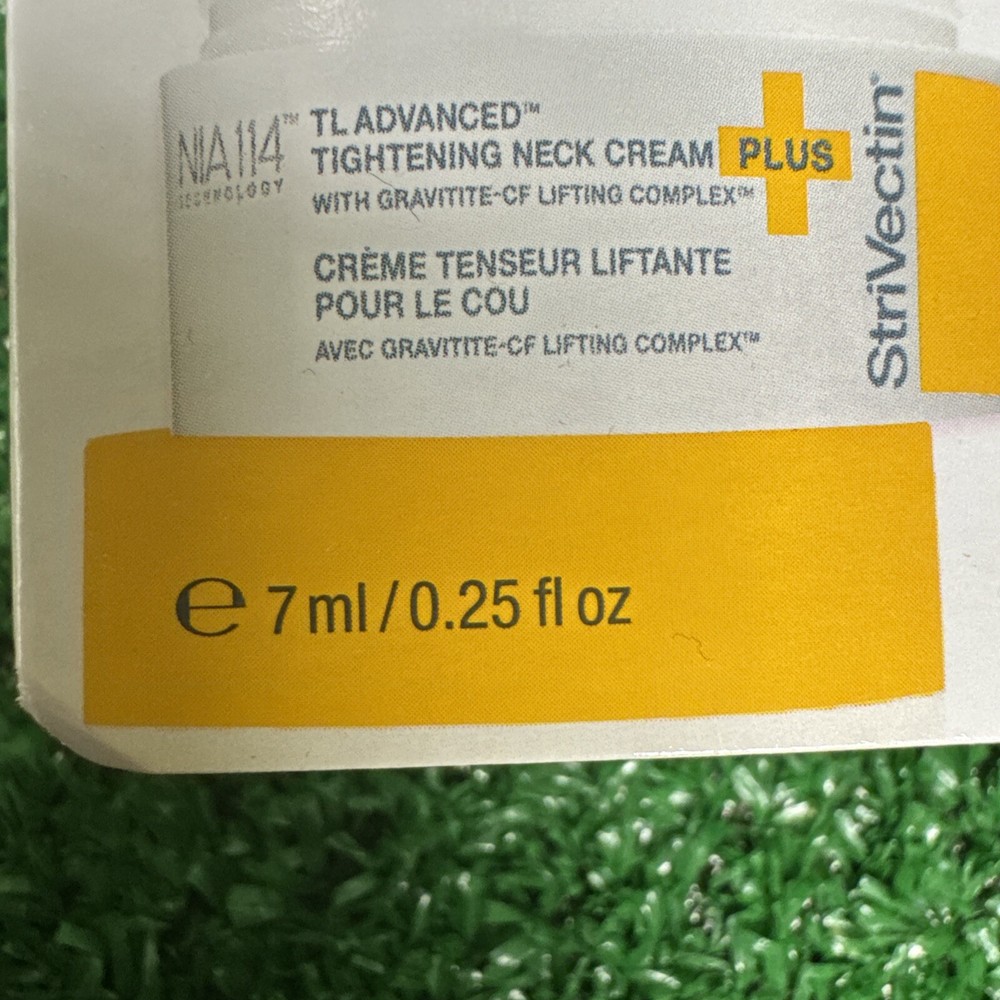 NIA114™
TECHNOLOGY
TL ADVANCED™
TIGHTENING NECK CREAM PLUS
WITH GRAVITITE-CF LIFTING COMPLEX™
CRÈME TENSEUR LIFTANTE
POUR LE COU
AVEC GRAVITITE-CF LIFTING COMPLEX™
StriVectin®
e 7 ml / 0.25 fl oz